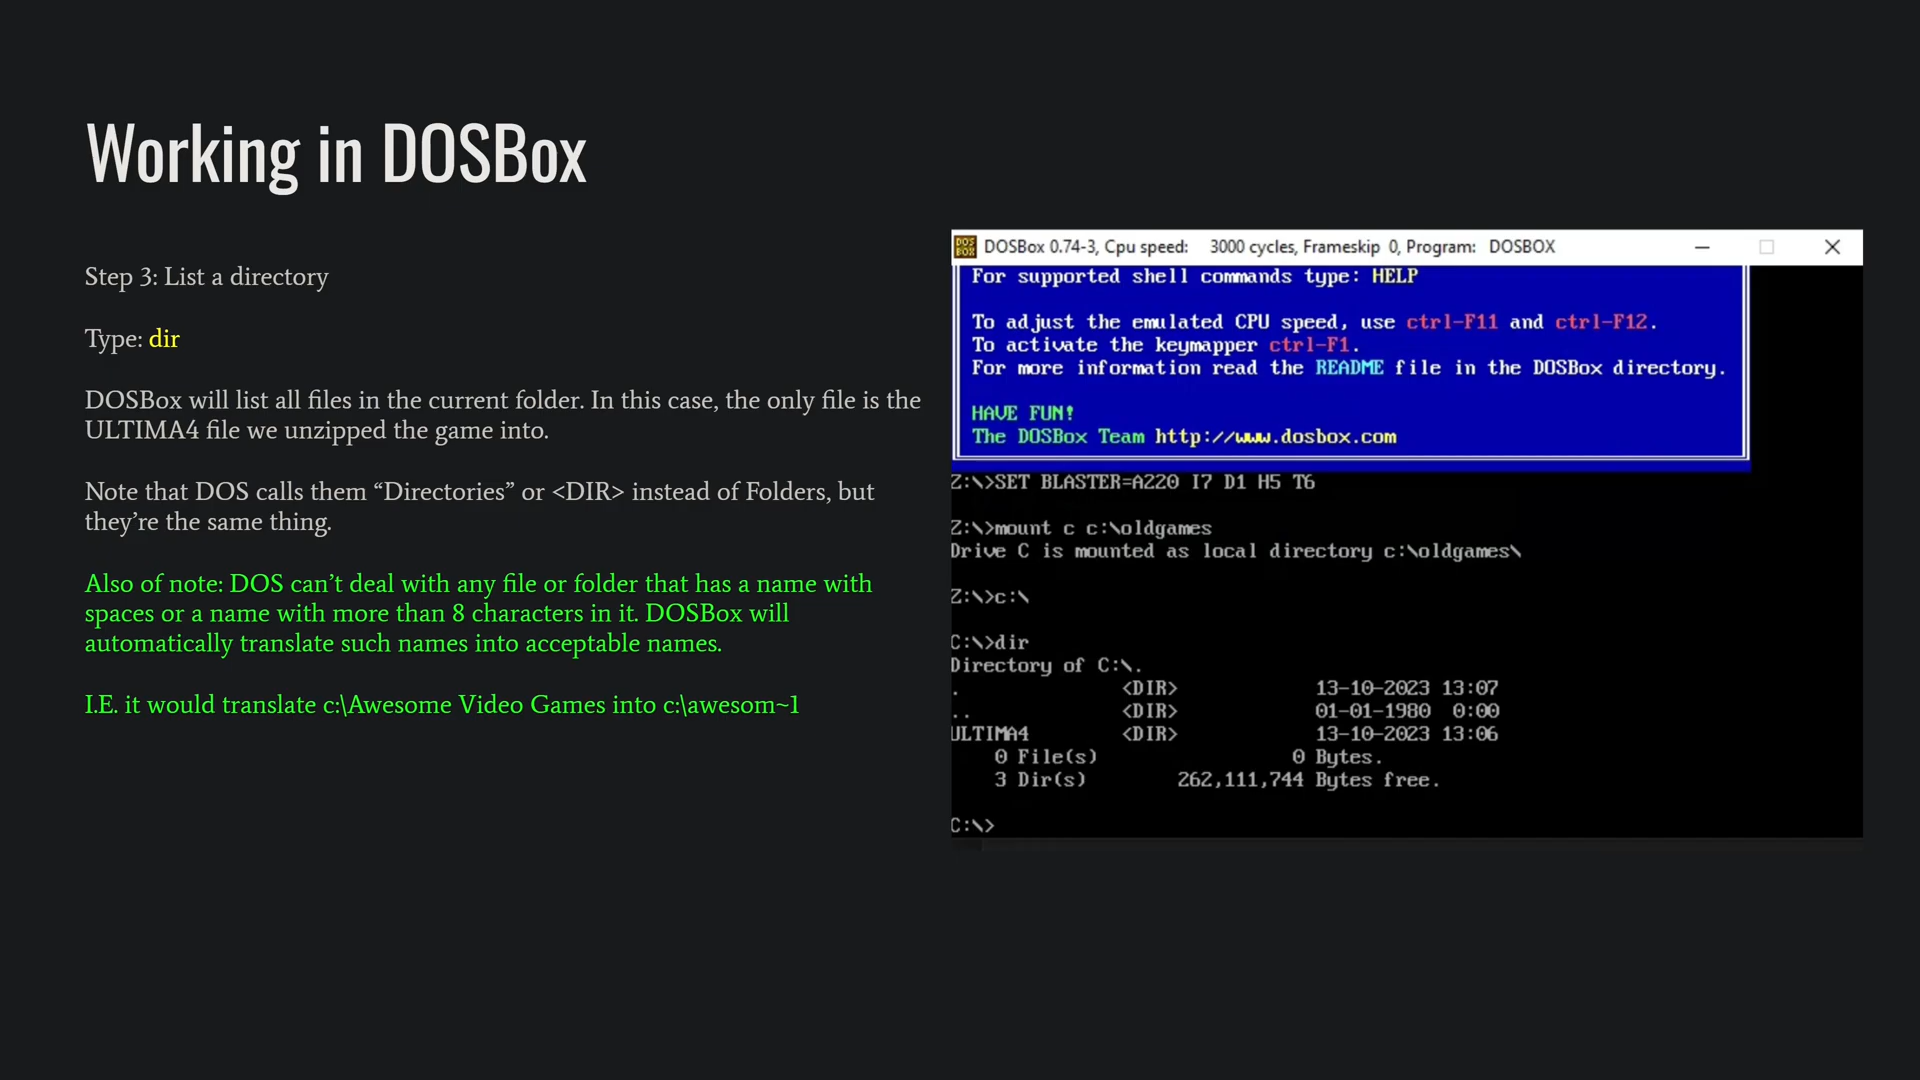 Working in DOSBox
Step 3: List a directory
Type: dir
DOSBox will list all files in the current folder. In this case, the only file is the
ULTIMA4 file we unzipped the game into.
Note that DOS calls them “Directories” or <DIR> instead of Folders, but
they’re the same thing.
Also of note: DOS can’t deal with any file or folder that has a name with
spaces or a name with more than 8 characters in it. DOSBox will
automatically translate such names into acceptable names.
I.E. it would translate c:\Awesome Video Games into c:\awesom~1
DOS BOX
DOSBox 0.74-3, Cpu speed: 3000 cycles, Frameskip 0, Program: DOSBOX
For supported shell commands type: HELP
To adjust the emulated CPU speed, use ctrl-F11 and ctrl-F12.
To activate the keymapper ctrl-F1.
For more information read the README file in the DOSBox directory.
HAVE FUN!
The DOSBox Team http://www.dosbox.com
Z:\>SET BLASTER=A220 I7 D1 H5 T6
Z:\>mount c c:\oldgames
Drive C is mounted as local directory c:\oldgames\
Z:\>c:\
C:\>dir
Directory of C:\.
. <DIR> 13-10-2023 13:07
.. <DIR> 01-01-1980 0:00
ULTIMA4 <DIR> 13-10-2023 13:06
0 File(s) 0 Bytes.
3 Dir(s) 262,111,744 Bytes free.
C:\>